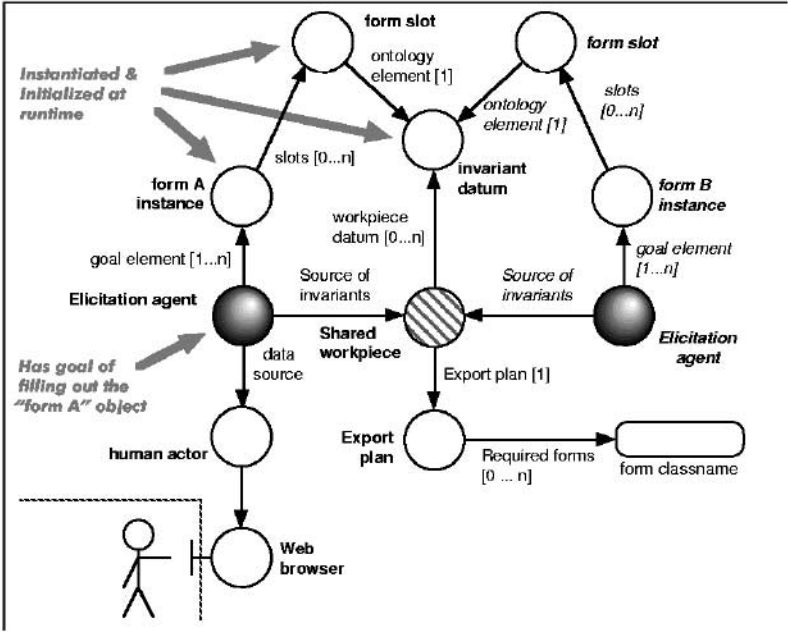 form slot
form slot
ontology
element [1]
Instantiated &
Initialized at
runtime
slots
[0...n]
ontology
element [1]
slots [0...n]
form A
instance
invariant
datum
form B
instance
workpiece
datum [0...n]
goal element [1...n]
goal element
[1...n]
Source of
invariants
Source of
invariants
Elicitation agent
Shared
workpiece
Elicitation
agent
data
source
Has goal of
filling out the
"form A" object
Export plan [1]
human actor
Export
plan
Required forms
[0 ... n]
form classname
Web
browser